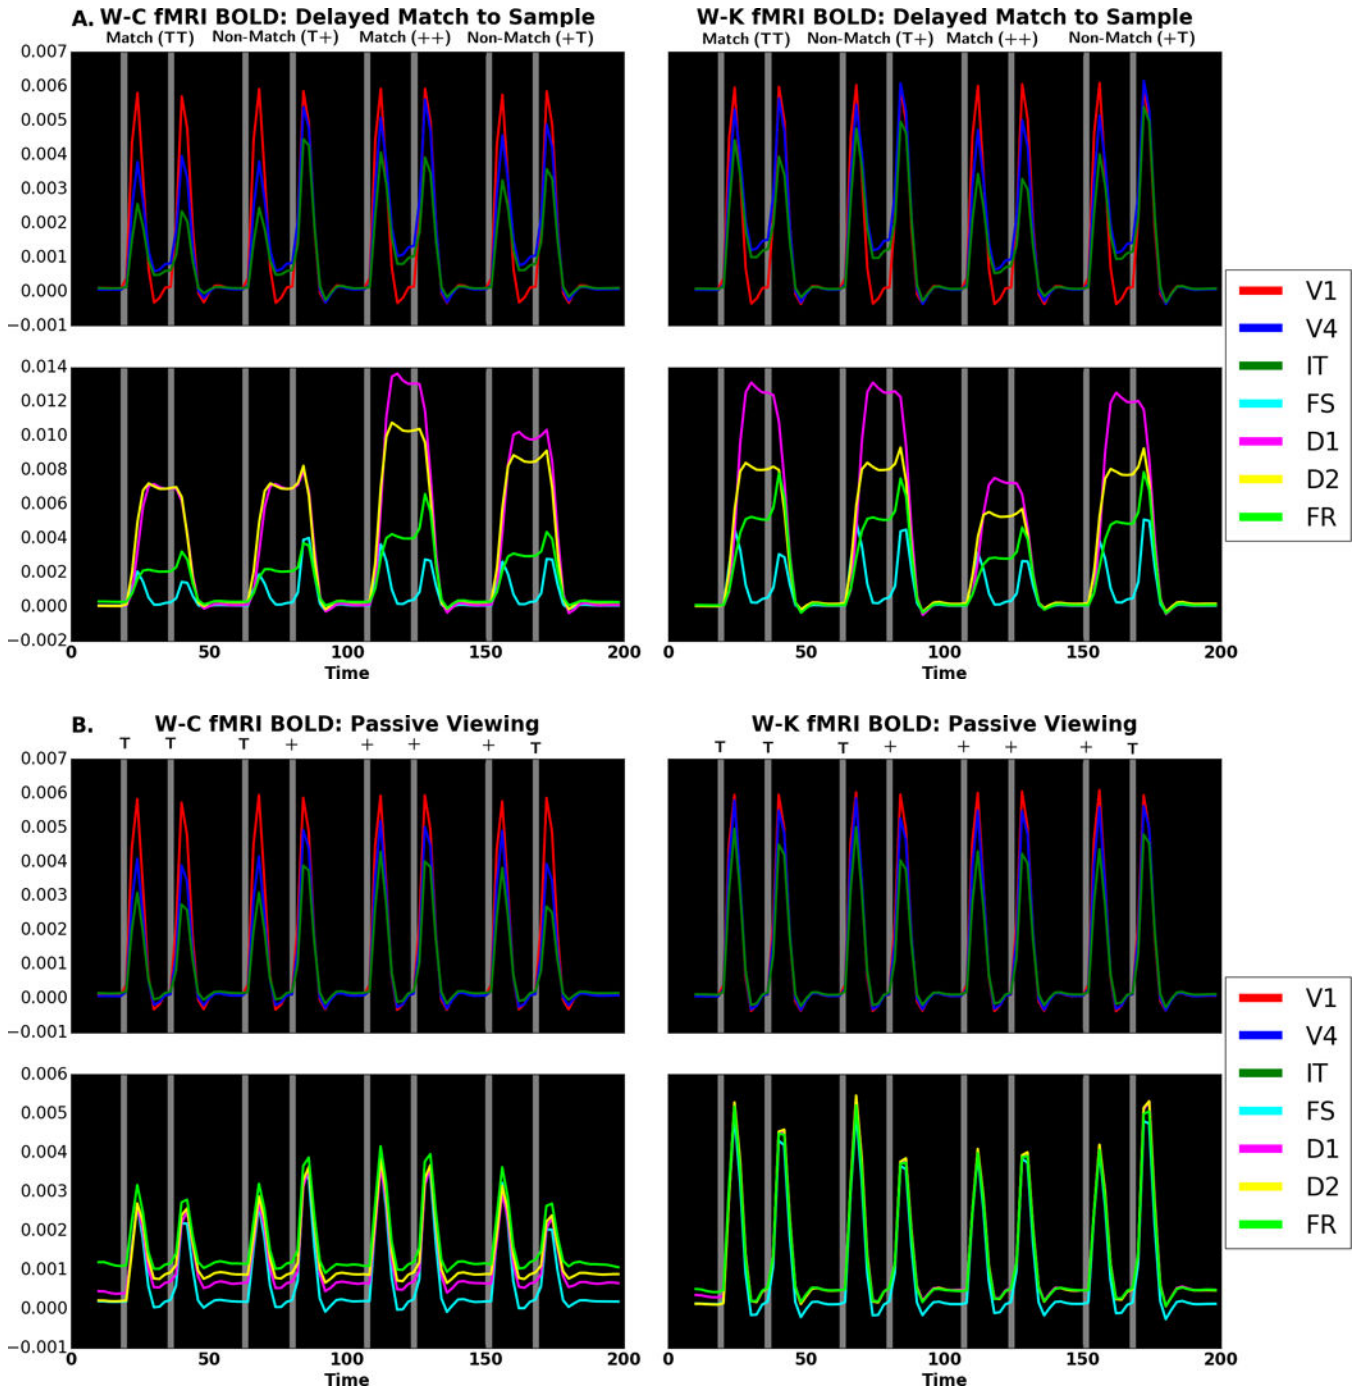 A. W-C fMRI BOLD: Delayed Match to Sample W-K fMRI BOLD: Delayed Match to Sample
Match (TT) Non-Match (T+) Match (++) Non-Match (+T) Match (TT) Non-Match (T+) Match (++) Non-Match (+T)
0.007
0.006
0.005
0.004
0.003
0.002
0.001
0.000
−0.001
0.014
0.012
0.010
0.008
0.006
0.004
0.002
0.000
−0.002
0 50 100 150 200 0 50 100 150 200
Time Time
V1
V4
IT
FS
D1
D2
FR
B. W-C fMRI BOLD: Passive Viewing W-K fMRI BOLD: Passive Viewing
T T T + + + + T T T T + + + + T
0.007
0.006
0.005
0.004
0.003
0.002
0.001
0.000
−0.001
0.006
0.005
0.004
0.003
0.002
0.001
0.000
−0.001
0 50 100 150 200 0 50 100 150 200
Time Time
V1
V4
IT
FS
D1
D2
FR